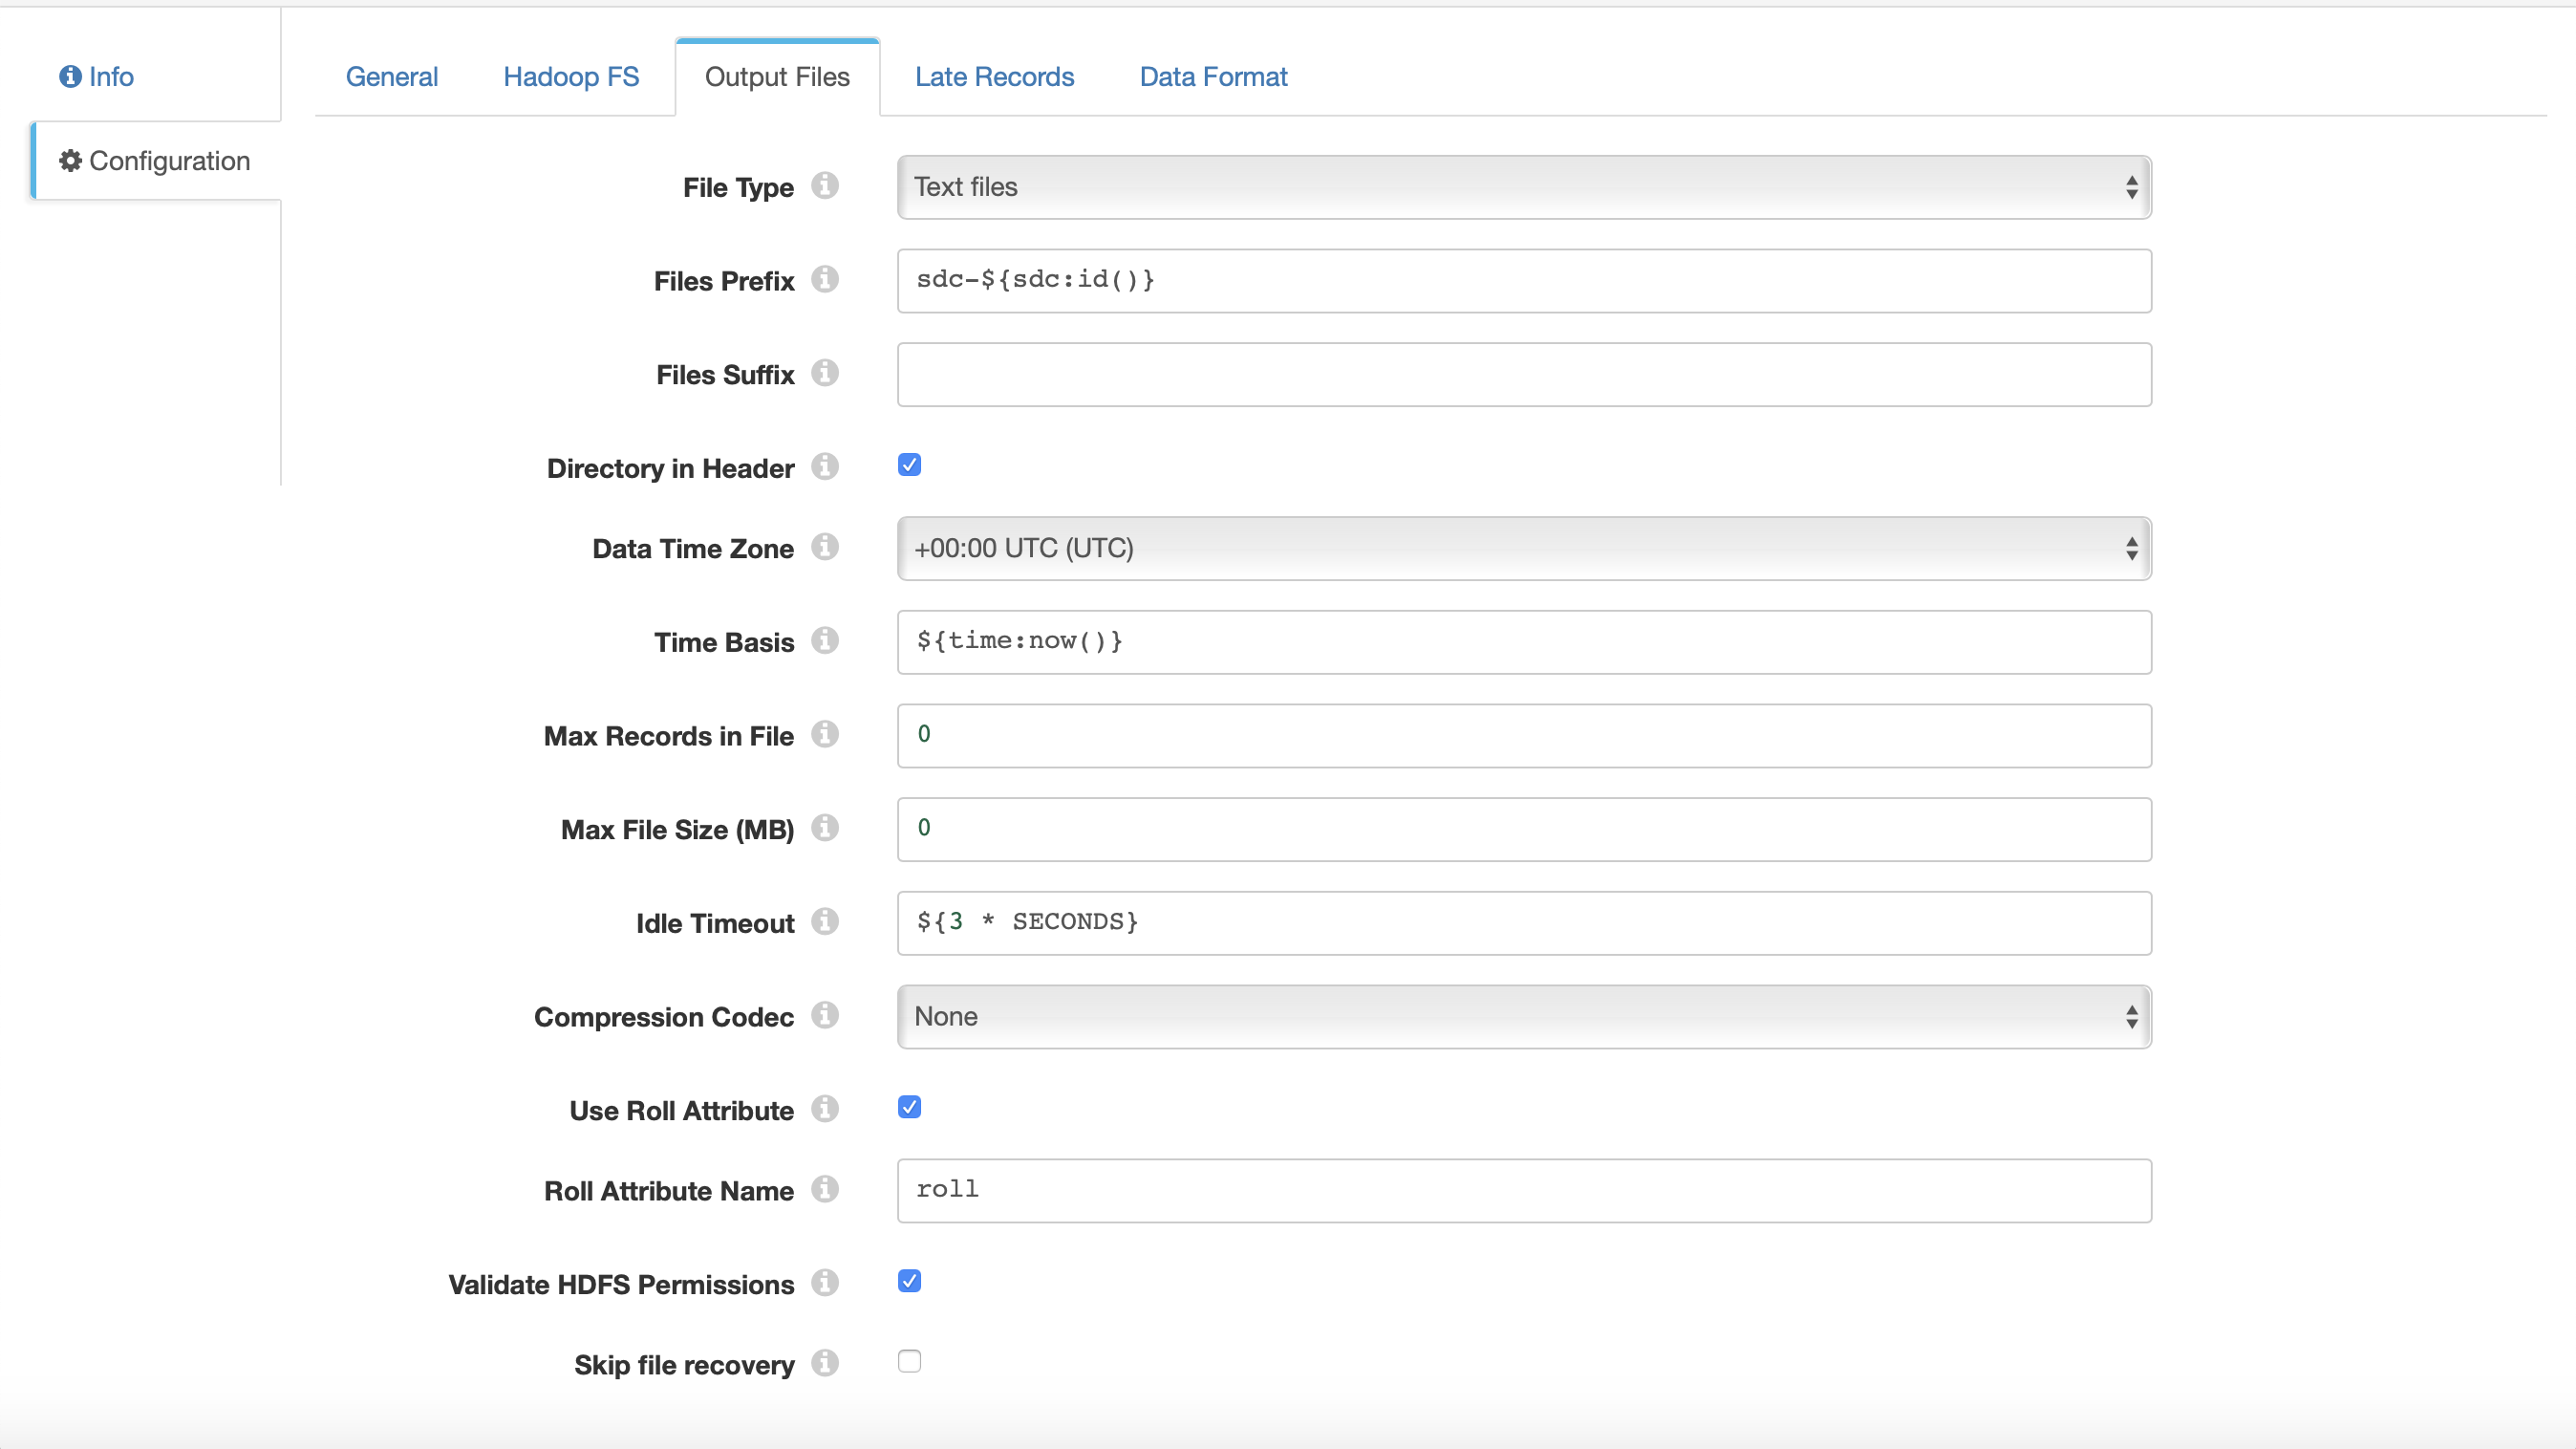 Info
Configuration
General Hadoop FS Output Files Late Records Data Format
File Type Text files
Files Prefix sdc-${sdc:id()}
Files Suffix
Directory in Header
Data Time Zone +00:00 UTC (UTC)
Time Basis ${time:now()}
Max Records in File 0
Max File Size (MB) 0
Idle Timeout ${3 * SECONDS}
Compression Codec None
Use Roll Attribute
Roll Attribute Name roll
Validate HDFS Permissions
Skip file recovery